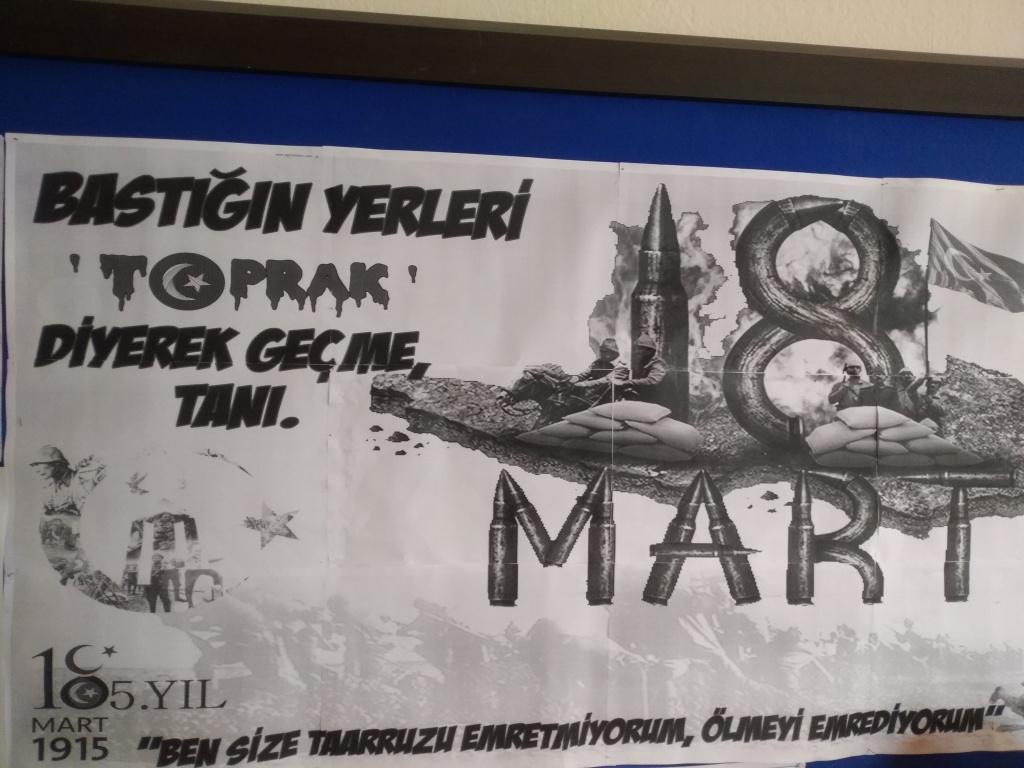 BASTIĞIN YERLERİ
'TOPRAK'
DİYEREK GEÇME,
TANI.
18
MART
18 5.YIL
MART
1915
"BEN SİZE TAARRUZU EMRETMİYORUM, ÖLMEYİ EMREDİYORUM"